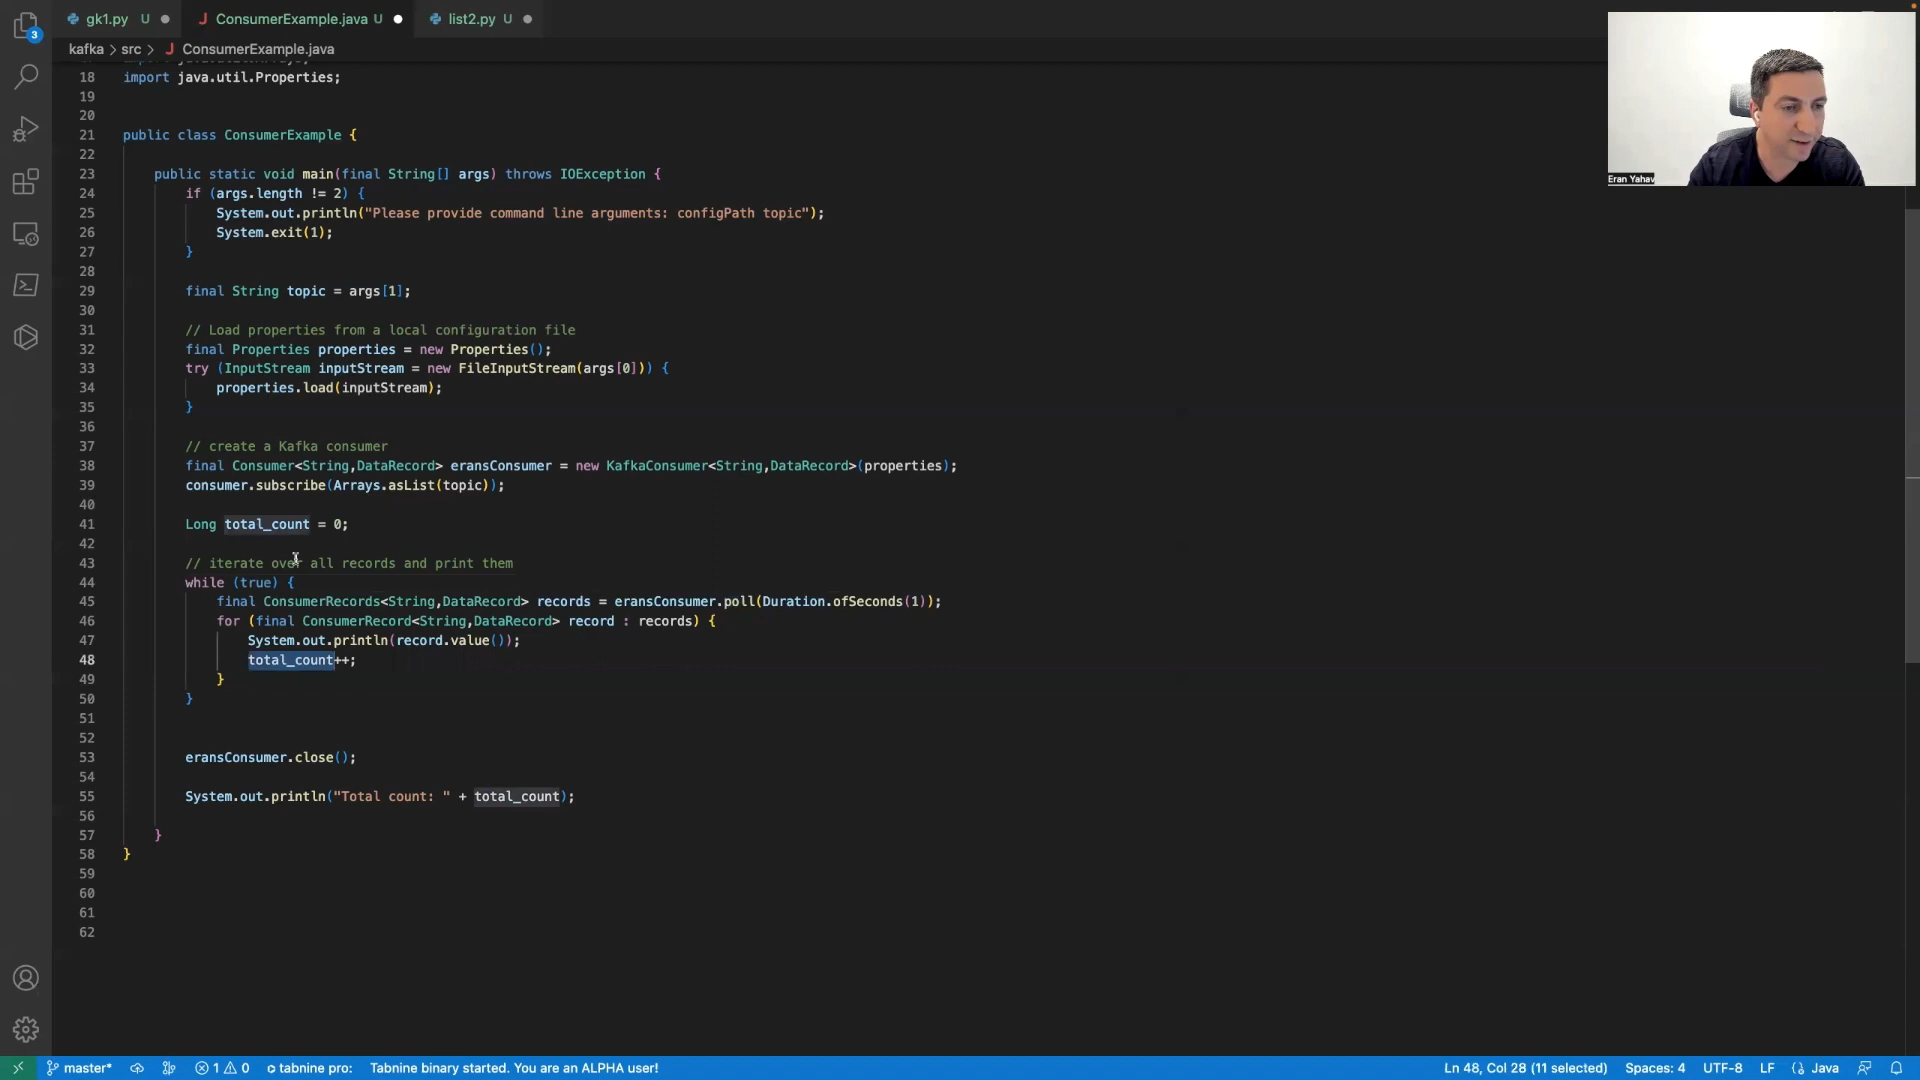 gk1.py U
ConsumerExample.java U
list2.py U
kafka > src > J ConsumerExample.java
3
18 import java.util.Properties;
19
20
21 public class ConsumerExample {
22
23 public static void main(final String[] args) throws IOException {
24 if (args.length != 2) {
25 System.out.println("Please provide command line arguments: configPath topic");
26 System.exit(1);
27 }
28
29 final String topic = args[1];
30
31 // Load properties from a local configuration file
32 final Properties properties = new Properties();
33 try (InputStream inputStream = new FileInputStream(args[0])) {
34 properties.load(inputStream);
35 }
36
37 // create a Kafka consumer
38 final Consumer<String,DataRecord> eransConsumer = new KafkaConsumer<String,DataRecord>(properties);
39 consumer.subscribe(Arrays.asList(topic));
40
41 Long total_count = 0;
42
43 // iterate over all records and print them
44 while (true) {
45 final ConsumerRecords<String,DataRecord> records = eransConsumer.poll(Duration.ofSeconds(1));
46 for (final ConsumerRecord<String,DataRecord> record : records) {
47 System.out.println(record.value());
48 total_count++;
49 }
50 }
51
52
53 eransConsumer.close();
54
55 System.out.println("Total count: " + total_count);
56
57 }
58 }
59
60
61
62
Eran Yahav
master* 1 0 tabnine pro: Tabnine binary started. You are an ALPHA user! Ln 48, Col 28 (11 selected) Spaces: 4 UTF-8 LF Java